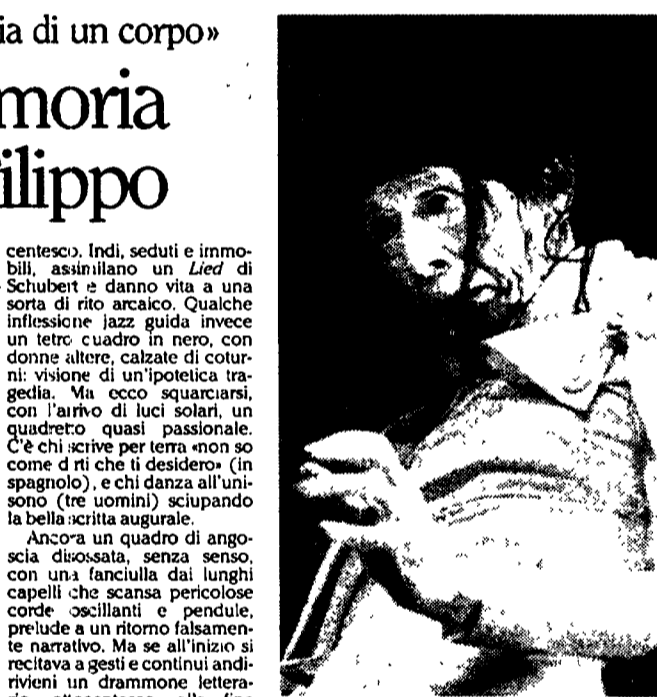 ia di un corpo»
moria
ilippo
centesco. Indi, seduti e immo-
bili, assimilano un Lied di
Schubert e danno vita a una
sorta di rito arcaico. Qualche
inflessione jazz guida invece
un tetro quadro in nero, con
donne altere, calzate di cotur-
ni: visione di un'ipotetica tra-
gedia. Ma ecco squarciarsi,
con l'arrivo di luci solari, un
quadretto quasi passionale.
C'è chi scrive per terra «non so
come dirti che ti desidero» (in
spagnolo), e chi danza all'uni-
sono (tre uomini) sciupando
la bella scritta augurale.
Ancora un quadro di ango-
scia disossata, senza senso,
con una fanciulla dai lunghi
capelli che scansa pericolose
corde oscillanti e pendule,
prelude a un ritorno falsamen-
te narrativo. Ma se all'inizio si
recitava a gesti e continui andi-
rivieni un drammone lettera-